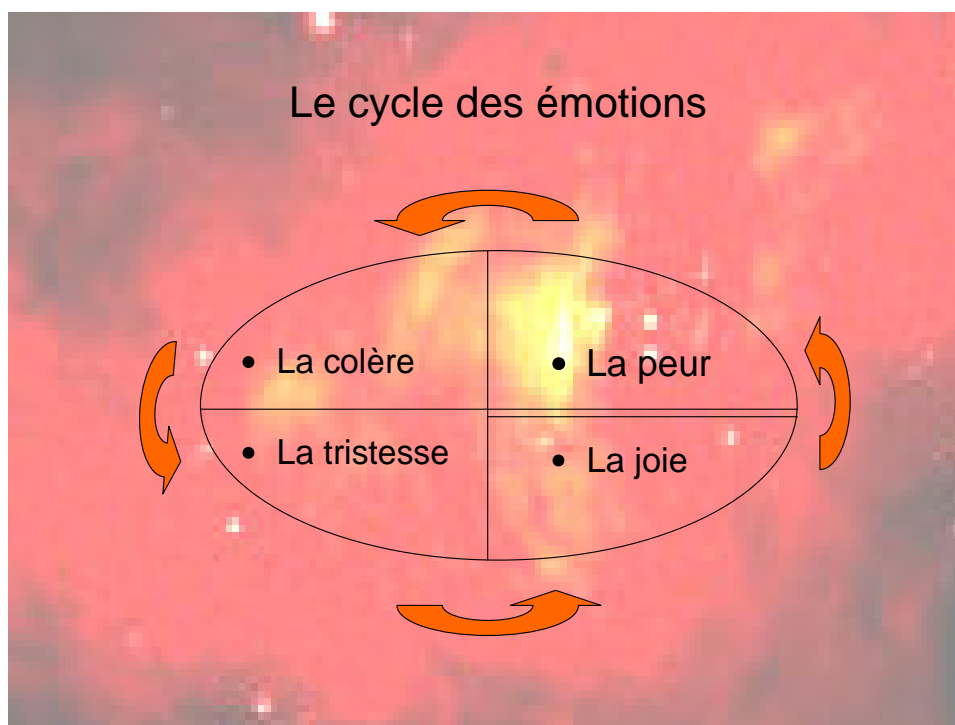 Le cycle des émotions
• La colère
• La peur
• La tristesse
• La joie